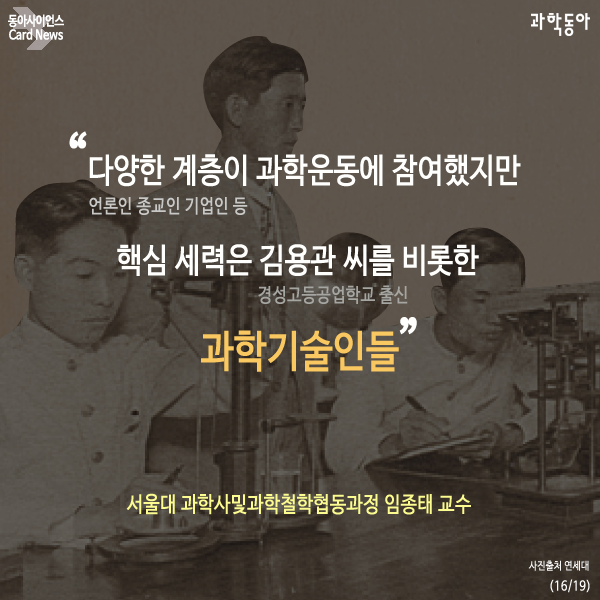 동아사이언스
Card News
과학동아
“
다양한 계층이 과학운동에 참여했지만
언론인 종교인 기업인 등
핵심 세력은 김용관 씨를 비롯한
경성고등공업학교 출신
과학기술인들”
서울대 과학사및과학철학협동과정 임종태 교수
사진출처 연세대
(16/19)